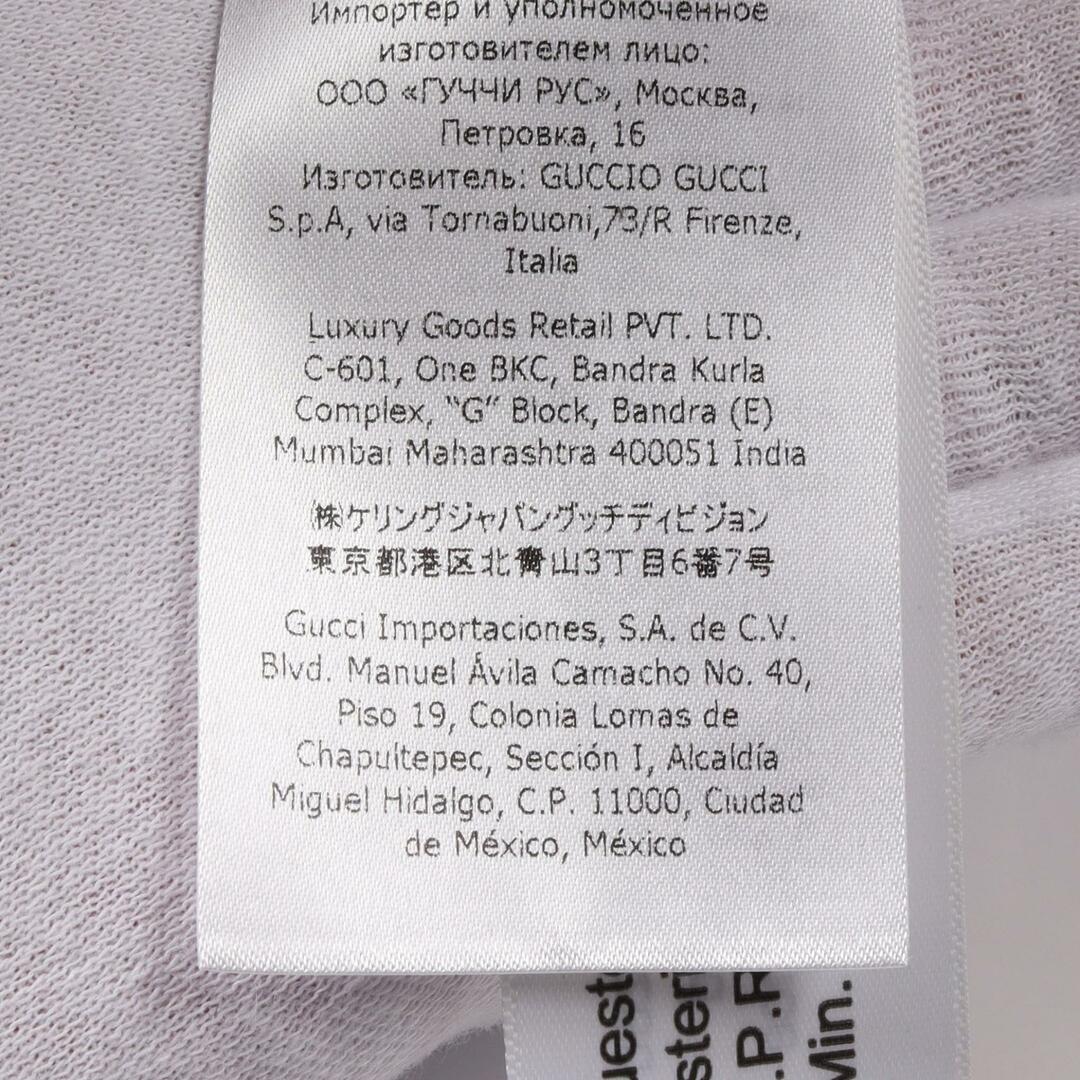 Импортер и уполномоченное
изготовителем лицо:
ООО «ГУЧЧИ РУС», Москва,
Петровка, 16
Изготовитель: GUCCIO GUCCI
S.p.A, via Tornabuoni,73/R Firenze,
Italia
Luxury Goods Retail PVT. LTD.
C-601, One BKC, Bandra Kurla
Complex, “G” Block, Bandra (E)
Mumbai Maharashtra 400051 India
㈱ケリングジャパングッチディビジョン
東京都港区北青山3丁目6番7号
Gucci Importaciones, S.A. de C.V.
Blvd. Manuel Ávila Camacho No. 40,
Piso 19, Colonia Lomas de
Chapultepec, Sección I, Alcaldía
Miguel Hidalgo, C.P. 11000, Ciudad
de México, México
Min.